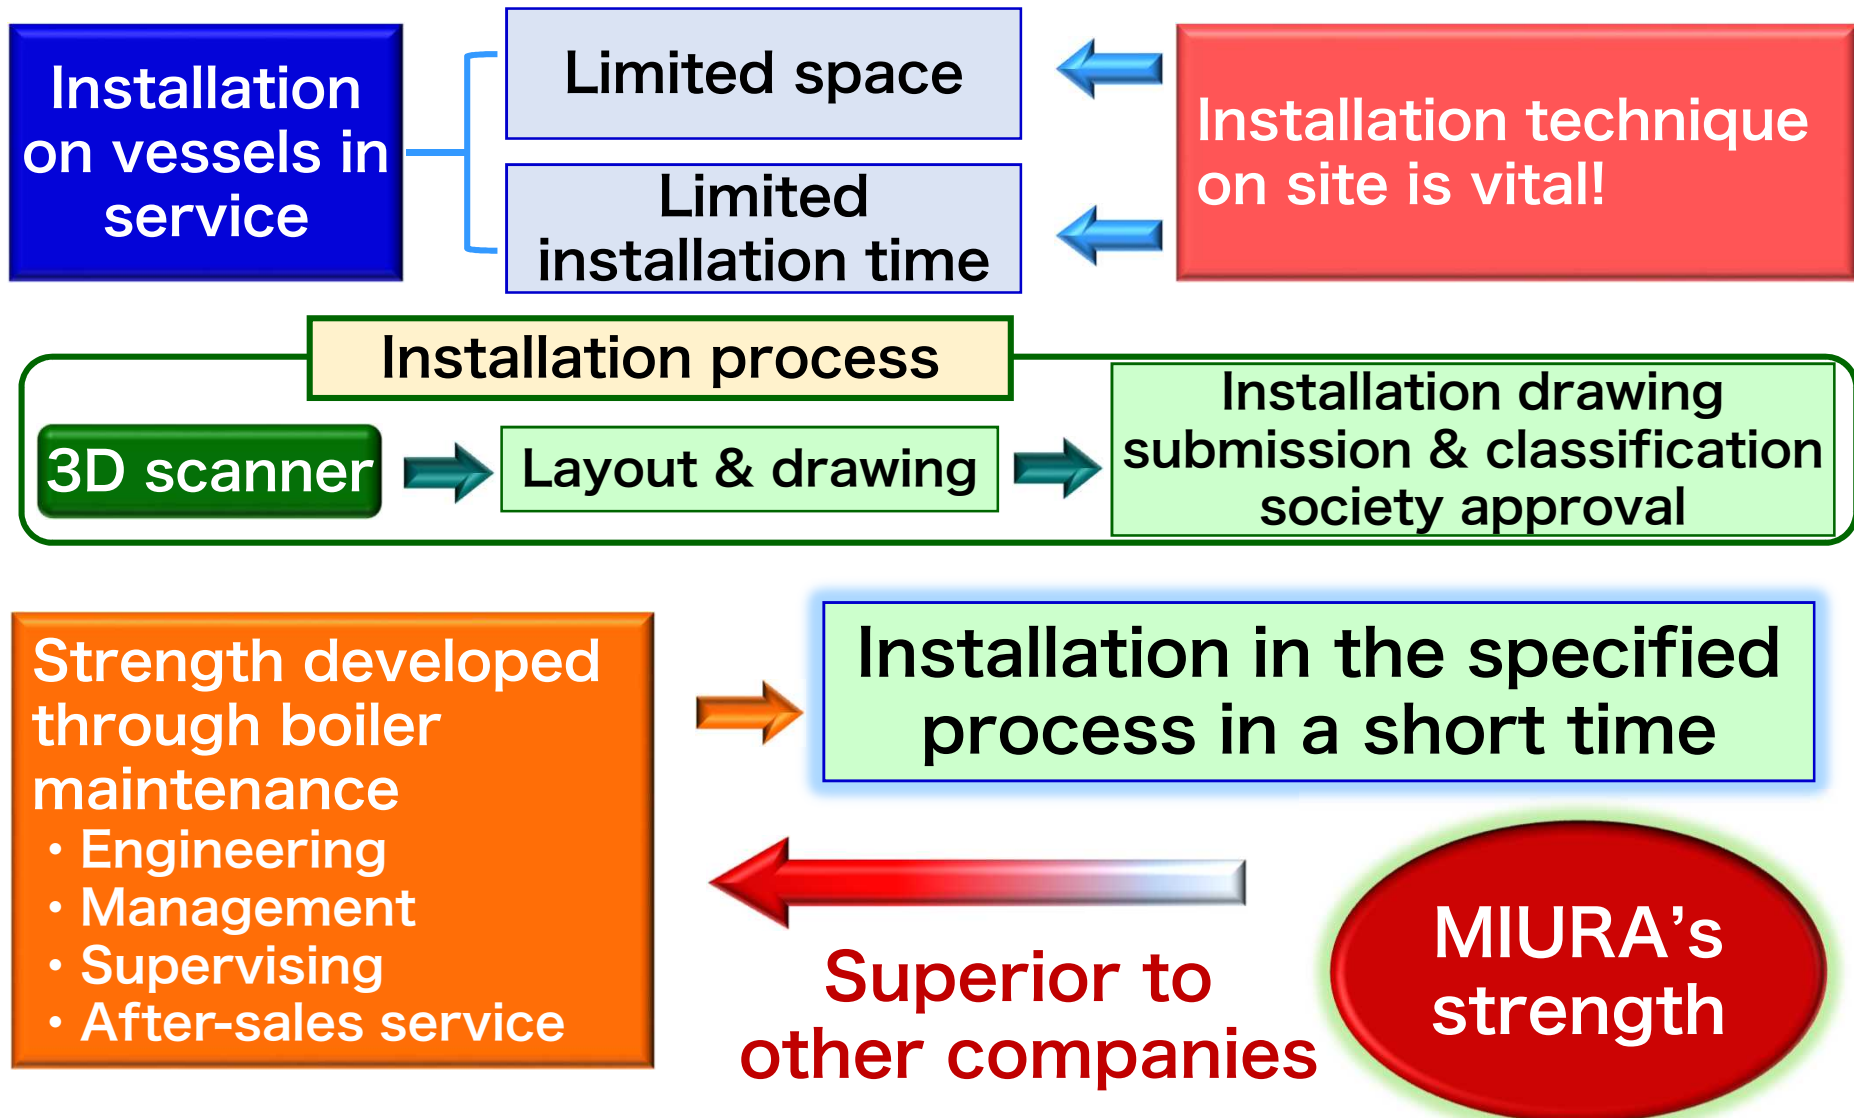 Installation
on vessels in
service
Limited space
Limited
installation time
Installation technique
on site is vital!
Installation process
3D scanner
Layout & drawing
Installation drawing
submission & classification
society approval
Strength developed
through boiler
maintenance
・Engineering
・Management
・Supervising
・After-sales service
Installation in the specified
process in a short time
Superior to
other companies
MIURA’s
strength